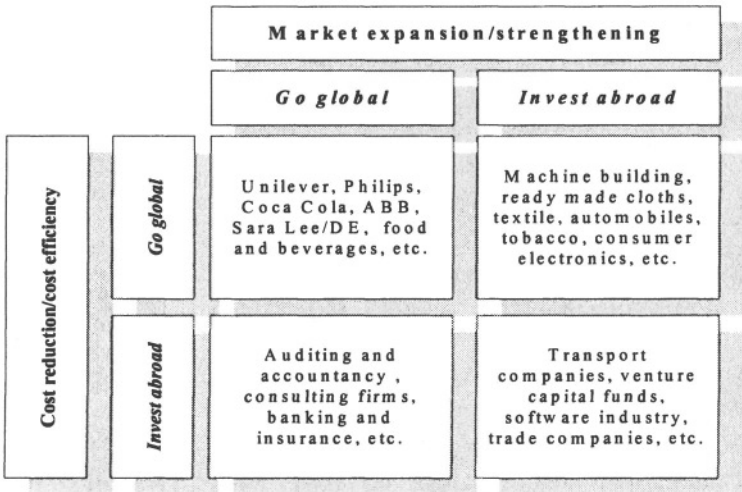 Market expansion/strengthening
Go global
Invest abroad
Cost reduction/cost efficiency
Go global
Unilever, Philips,
Coca Cola, ABB,
Sara Lee/DE, food
and beverages, etc.
Machine building,
ready made cloths,
textile, automobiles,
tobacco, consumer
electronics, etc.
Invest abroad
Auditing and
accountancy ,
consulting firms,
banking and
insurance, etc.
Transport
companies, venture
capital funds,
software industry,
trade companies, etc.